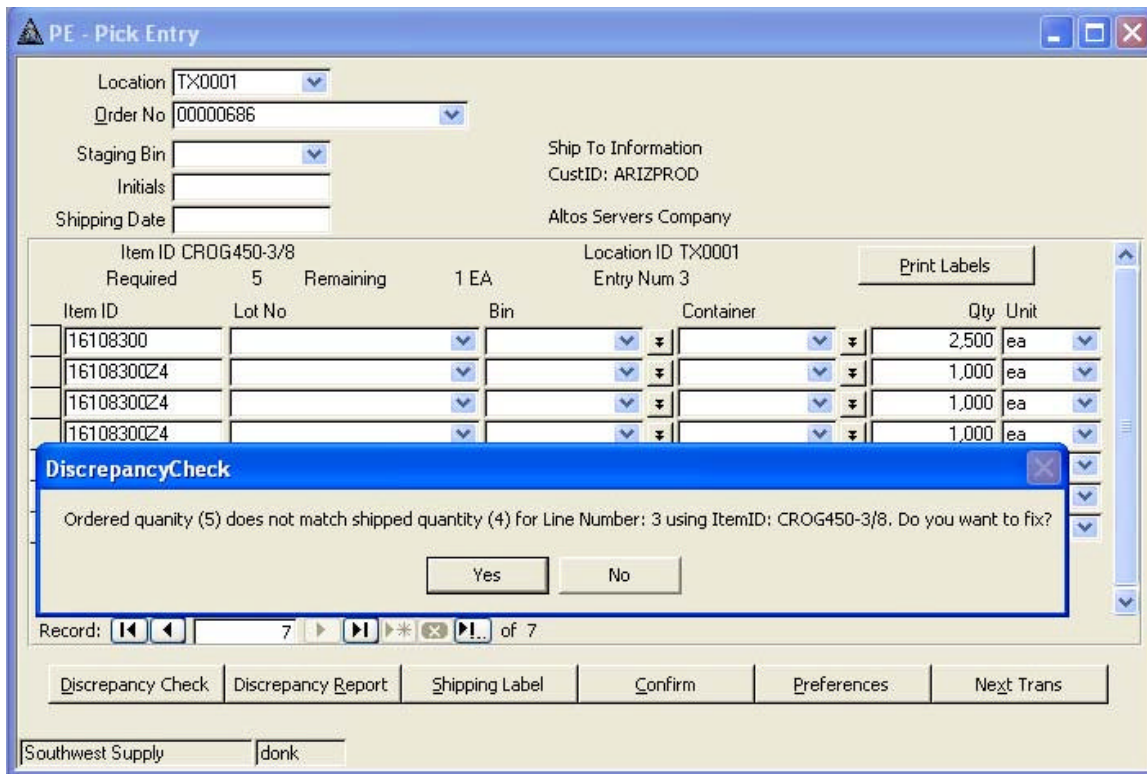 PE - Pick Entry
Location TX0001
Order No 00000686
Staging Bin
Ship To Information
Initials
CustID: ARIZPROD
Shipping Date
Altos Servers Company
Item ID CROG450-3/8 Location ID TX0001
Required 5 Remaining 1 EA Entry Num 3
Print Labels
Item ID Lot No Bin Container Qty Unit
16108300 2,500 ea
16108300Z4 1,000 ea
16108300Z4 1,000 ea
16108300Z4 1,000 ea
DiscrepancyCheck
Ordered quanity (5) does not match shipped quantity (4) for Line Number: 3 using ItemID: CROG450-3/8. Do you want to fix?
Yes No
Record: 7 of 7
Discrepancy Check Discrepancy Report Shipping Label Confirm Preferences Next Trans
Southwest Supply donk